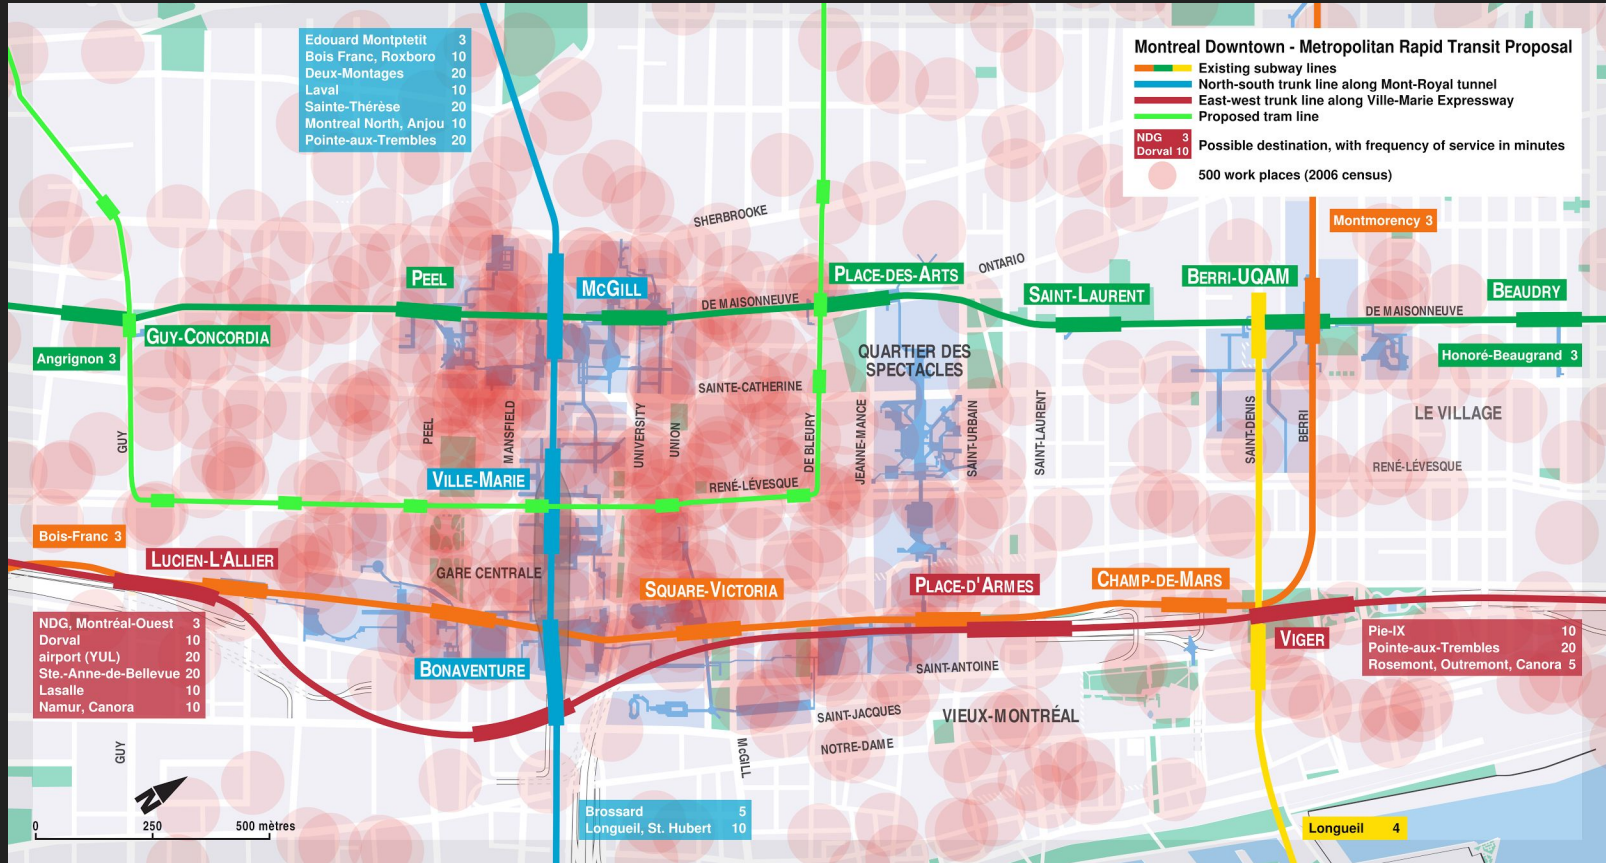 Edouard Montpetit 3
Bois Franc, Roxboro 10
Deux-Montages 20
Laval 10
Sainte-Thérèse 20
Montreal North, Anjou 10
Pointe-aux-Trembles 20
Montreal Downtown - Metropolitan Rapid Transit Proposal
Existing subway lines
North-south trunk line along Mont-Royal tunnel
East-west trunk line along Ville-Marie Expressway
Proposed tram line
NDG 3
Dorval 10
Possible destination, with frequency of service in minutes
500 work places (2006 census)
SHERBROOKE
Montmorency 3
PEEL
MCGILL
PLACE-DES-ARTS
ONTARIO
BERRI-UQAM
SAINT-LAURENT
BEAUDRY
DE MAISONNEUVE
DE MAISONNEUVE
GUY-CONCORDIA
Angrignon 3
Honoré-Beaugrand 3
QUARTIER DES
SPECTACLES
SAINTE-CATHERINE
GUY
PEEL
MANSFIELD
UNIVERSITY
UNION
DE BLEURY
JEANNE-MANCE
SAINT-URBAIN
SAINT-LAURENT
SAINT-DENIS
BERRI
LE VILLAGE
RENÉ-LÉVESQUE
VILLE-MARIE
RENÉ-LÉVESQUE
Bois-Franc 3
LUCIEN-L'ALLIER
GARE CENTRALE
SQUARE-VICTORIA
PLACE-D'ARMES
CHAMP-DE-MARS
NDG, Montréal-Ouest 3
Dorval 10
airport (YUL) 20
Ste.-Anne-de-Bellevue 20
Lasalle 10
Namur, Canora 10
BONAVENTURE
VIGER
Pie-IX 10
Pointe-aux-Trembles 20
Rosemont, Outremont, Canora 5
SAINT-ANTOINE
SAINT-JACQUES
VIEUX-MONTRÉAL
NOTRE-DAME
GUY
McGILL
N
0 250 500 mètres
Brossard 5
Longueil, St. Hubert 10
Longueil 4